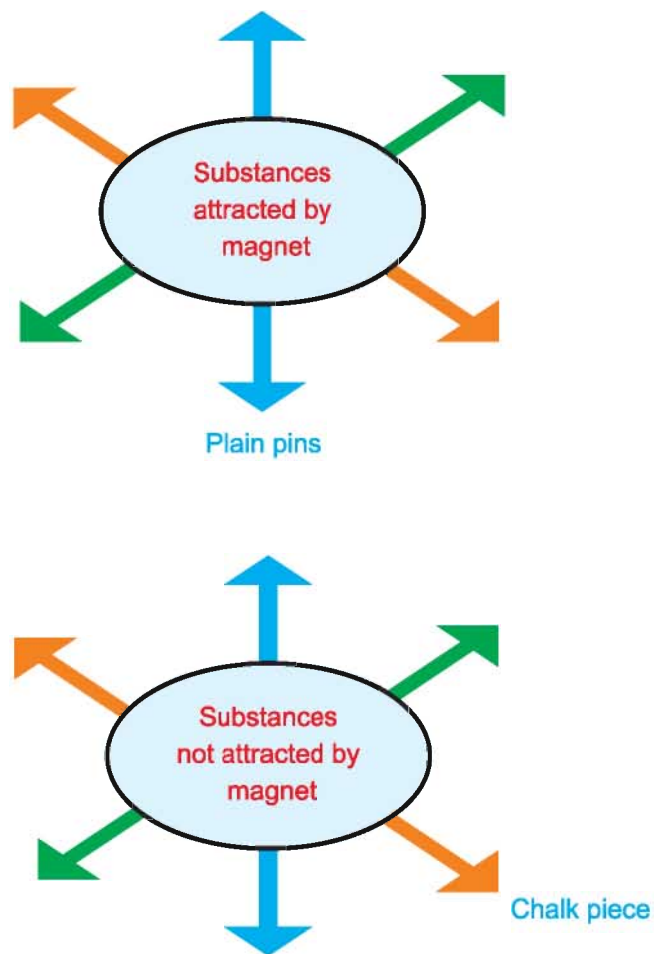 Substances
attracted by
magnet
Plain pins
Substances
not attracted by
magnet
Chalk piece